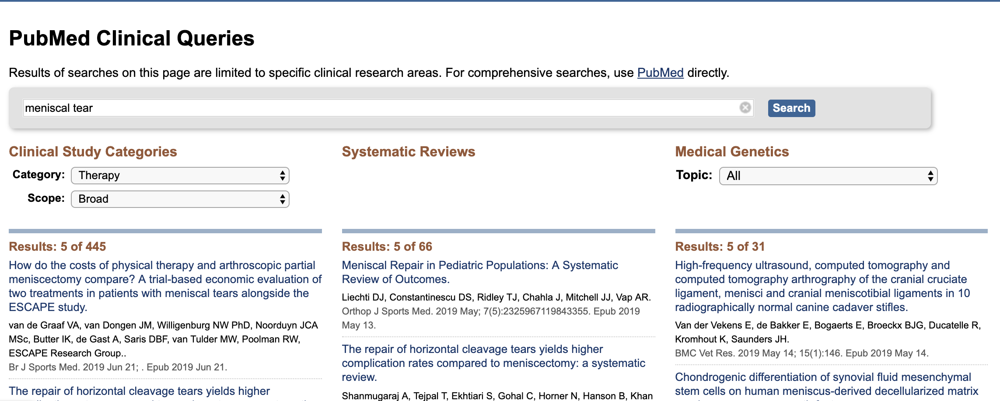 PubMed Clinical Queries
Results of searches on this page are limited to specific clinical research areas. For comprehensive searches, use PubMed directly.
meniscal tear
Search
Clinical Study Categories
Category: Therapy
Scope: Broad
Results: 5 of 445
How do the costs of physical therapy and arthroscopic partial
meniscectomy compare? A trial-based economic evaluation of
two treatments in patients with meniscal tears alongside the
ESCAPE study.
van de Graaf VA, van Dongen JM, Willigenburg NW PhD, Noorduyn JCA
MSc, Butter IK, de Gast A, Saris DBF, van Tulder MW, Poolman RW,
ESCAPE Research Group..
Br J Sports Med. 2019 Jun 21; . Epub 2019 Jun 21.
The repair of horizontal cleavage tears yields higher
Systematic Reviews
Results: 5 of 66
Meniscal Repair in Pediatric Populations: A Systematic
Review of Outcomes.
Liechti DJ, Constantinescu DS, Ridley TJ, Chahla J, Mitchell JJ, Vap AR.
Orthop J Sports Med. 2019 May; 7(5):2325967119843355. Epub 2019
May 13.
The repair of horizontal cleavage tears yields higher
complication rates compared to meniscectomy: a systematic
review.
Shanmugaraj A, Tejpal T, Ekhtiari S, Gohal C, Horner N, Hanson B, Khan
Medical Genetics
Topic: All
Results: 5 of 31
High-frequency ultrasound, computed tomography and
computed tomography arthrography of the cranial cruciate
ligament, menisci and cranial meniscotibial ligaments in 10
radiographically normal canine cadaver stifles.
Van der Vekens E, de Bakker E, Bogaerts E, Broeckx BJG, Ducatelle R,
Kromhout K, Saunders JH.
BMC Vet Res. 2019 May 14; 15(1):146. Epub 2019 May 14.
Chondrogenic differentiation of synovial fluid mesenchymal
stem cells on human meniscus-derived decellularized matrix